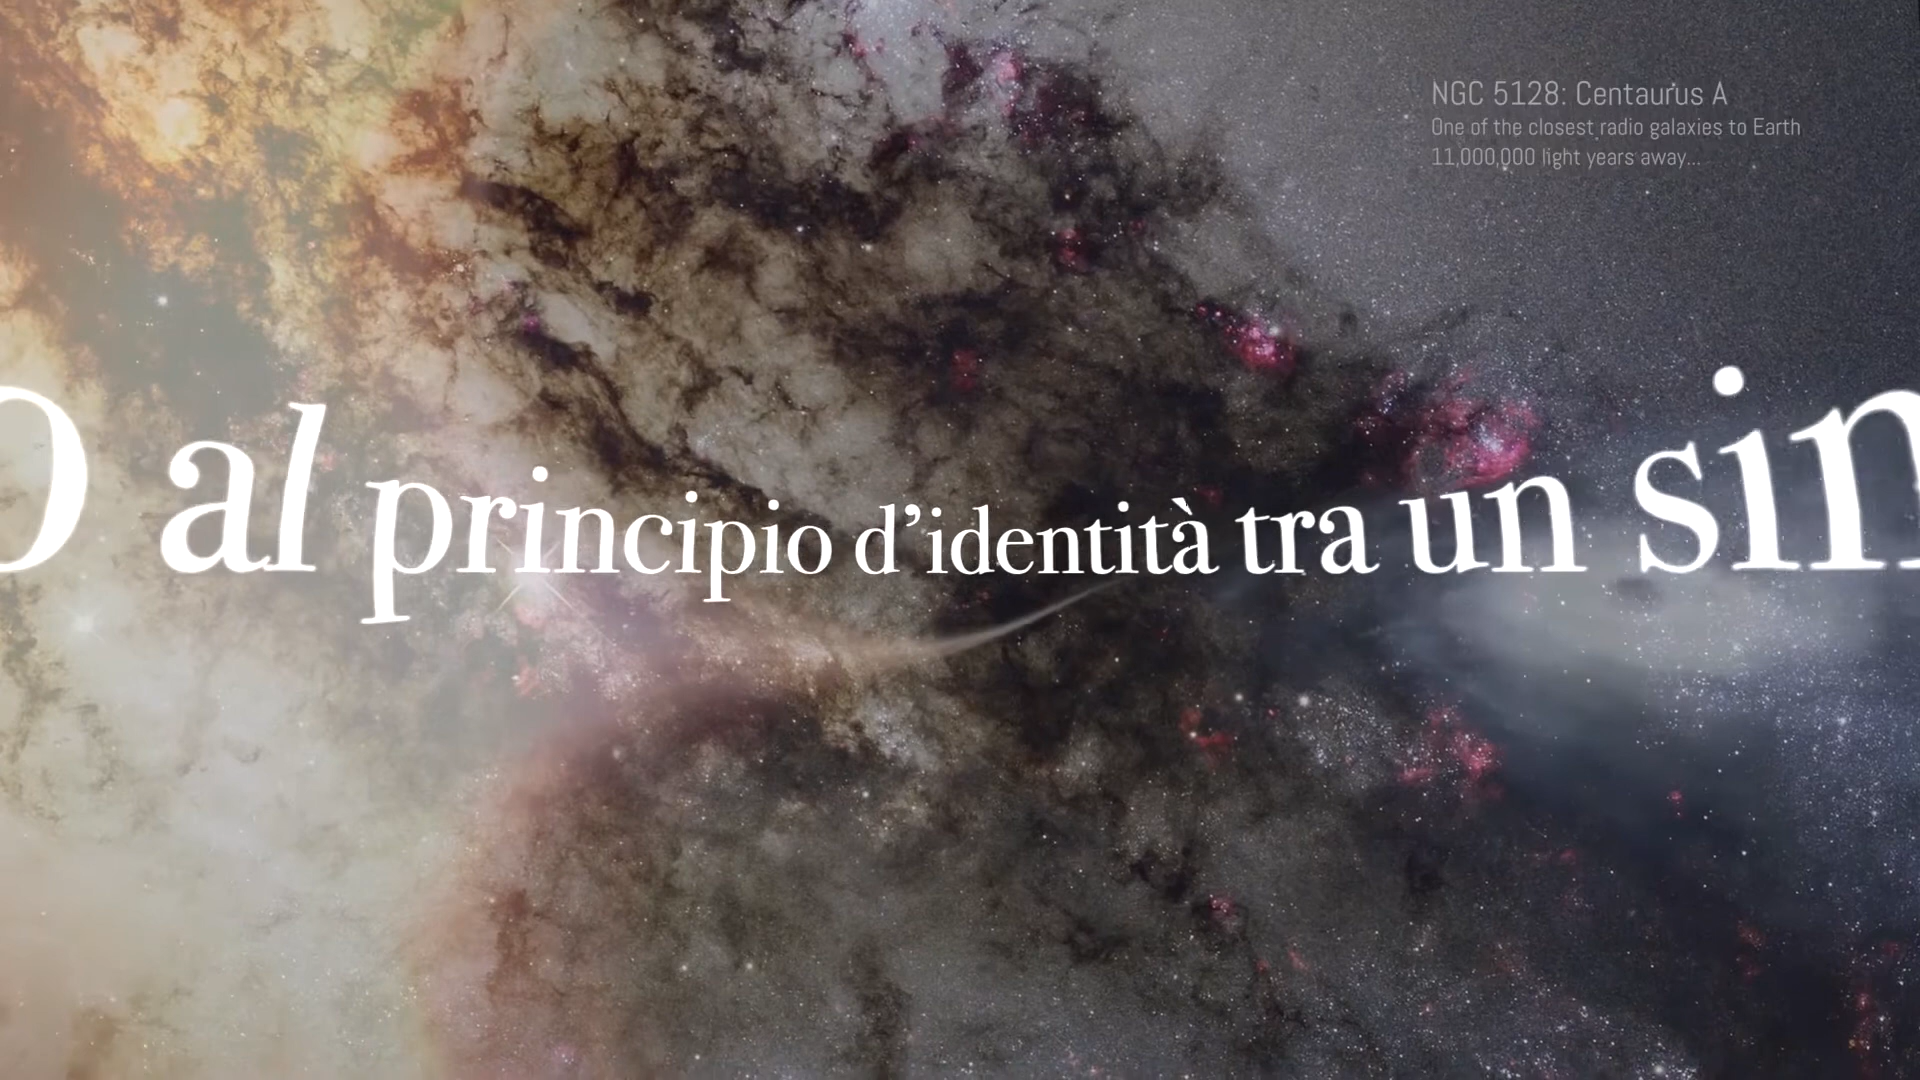 NGC 5128: Centaurus A
One of the closest radio galaxies to Earth
11,000,000 light years away...
al principio d’identità tra un